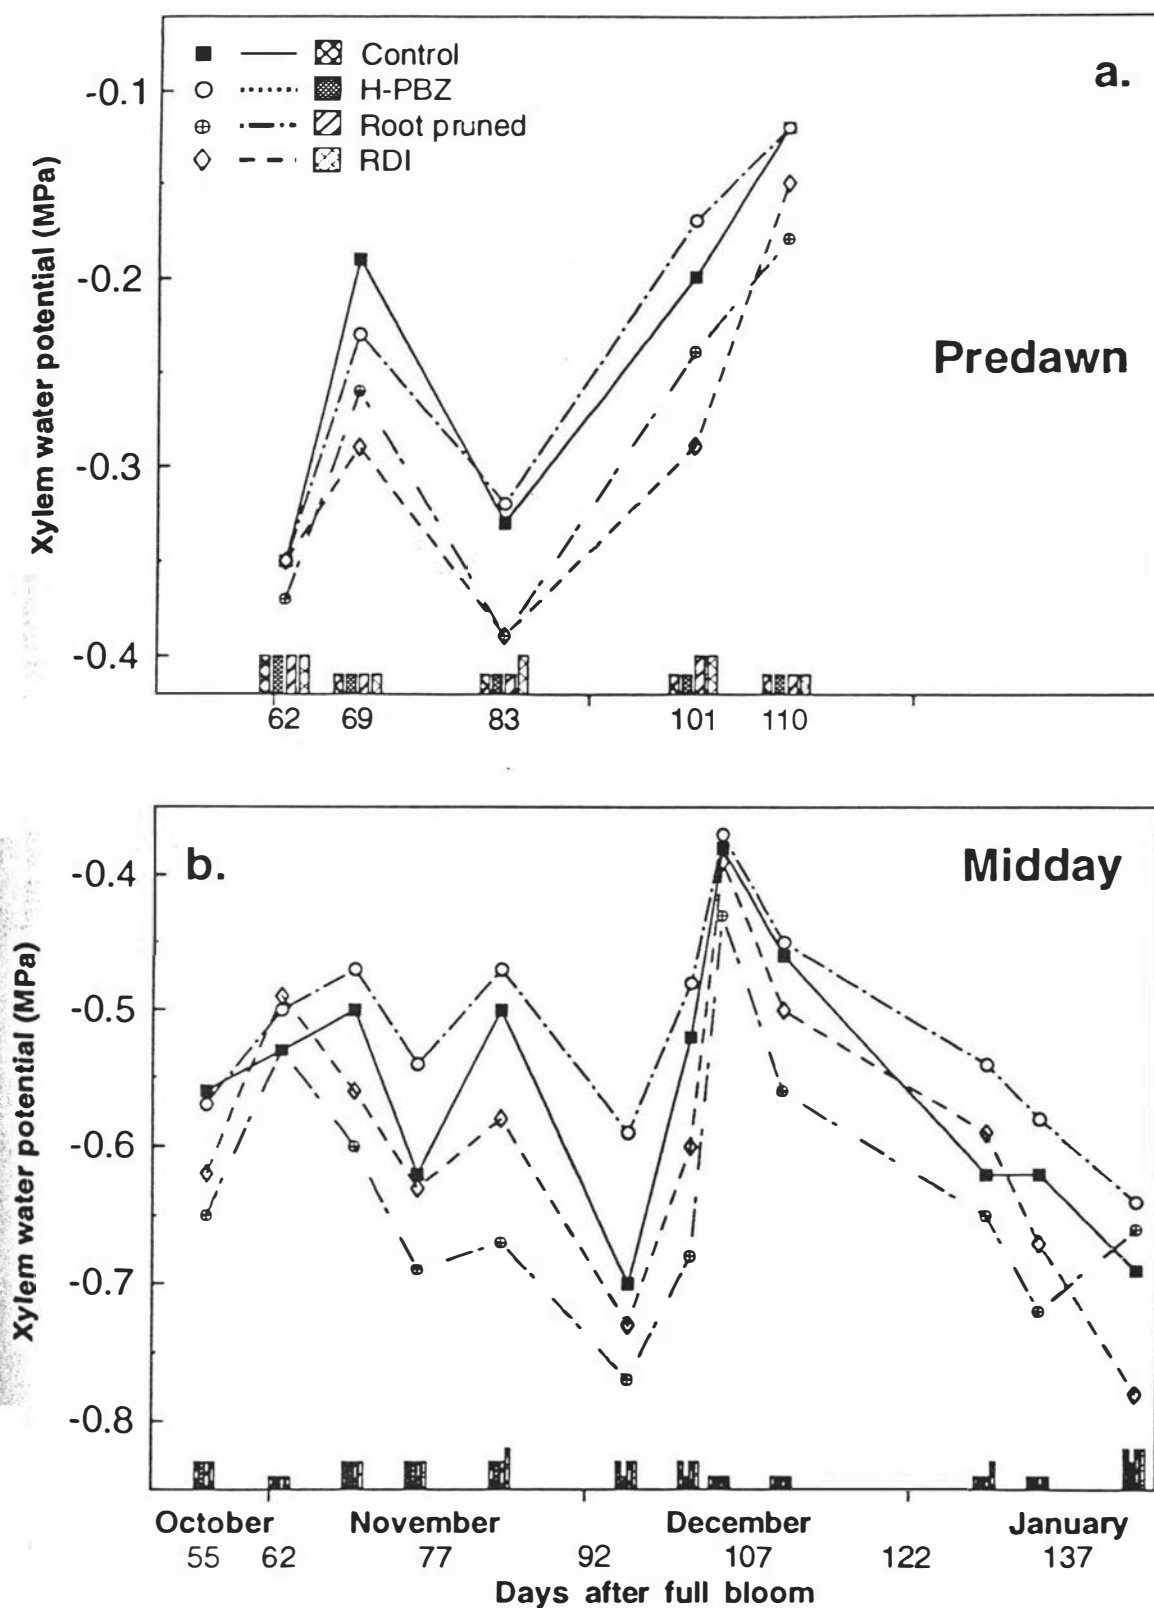 Control
H-PBZ
Root pruned
RDI
a.
Predawn
Xylem water potential (MPa)
-0.1
-0.2
-0.3
-0.4
62 69 83 101 110
b.
Midday
Xylem water potential (MPa)
-0.4
-0.5
-0.6
-0.7
-0.8
October November December January
55 62 77 92 107 122 137
Days after full bloom